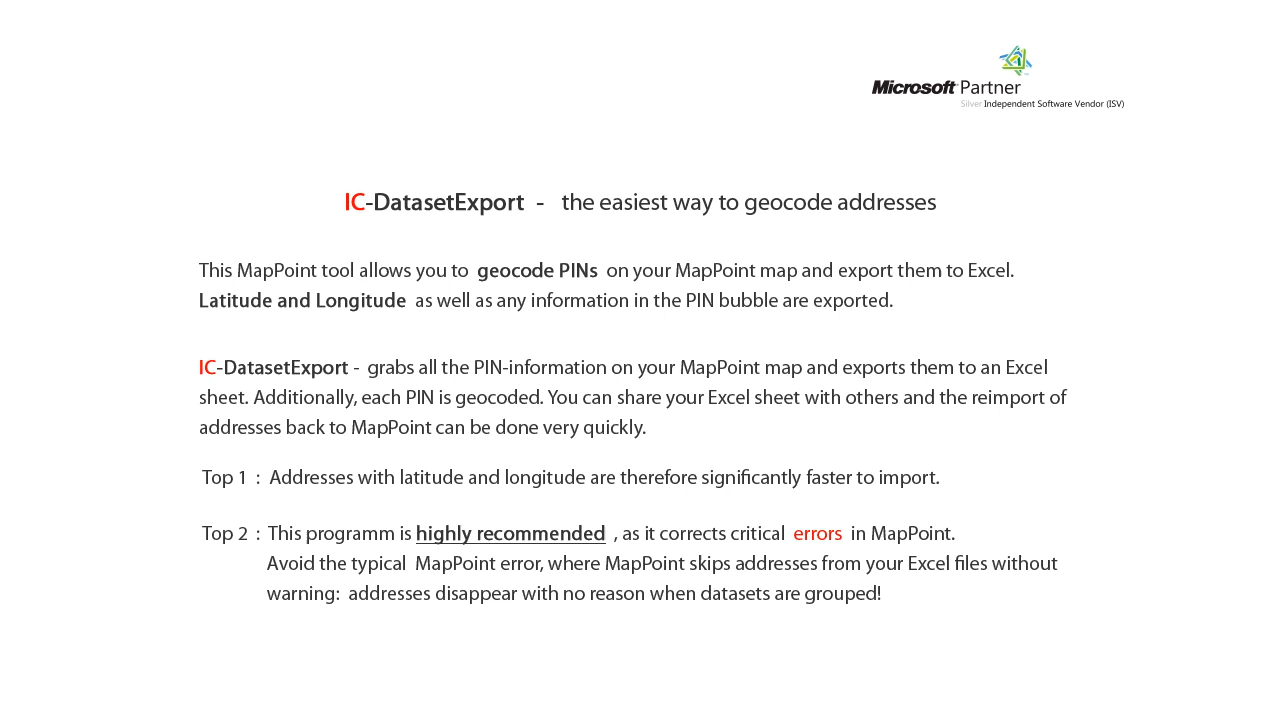 Microsoft Partner
Silver Independent Software Vendor (ISV)
IC-DatasetExport - the easiest way to geocode addresses
This MapPoint tool allows you to geocode PINs on your MapPoint map and export them to Excel.
Latitude and Longitude as well as any information in the PIN bubble are exported.
IC-DatasetExport - grabs all the PIN-information on your MapPoint map and exports them to an Excel
sheet. Additionally, each PIN is geocoded. You can share your Excel sheet with others and the reimport of
addresses back to MapPoint can be done very quickly.
Top 1 : Addresses with latitude and longitude are therefore significantly faster to import.
Top 2 : This programm is highly recommended , as it corrects critical errors in MapPoint.
Avoid the typical MapPoint error, where MapPoint skips addresses from your Excel files without
warning: addresses disappear with no reason when datasets are grouped!